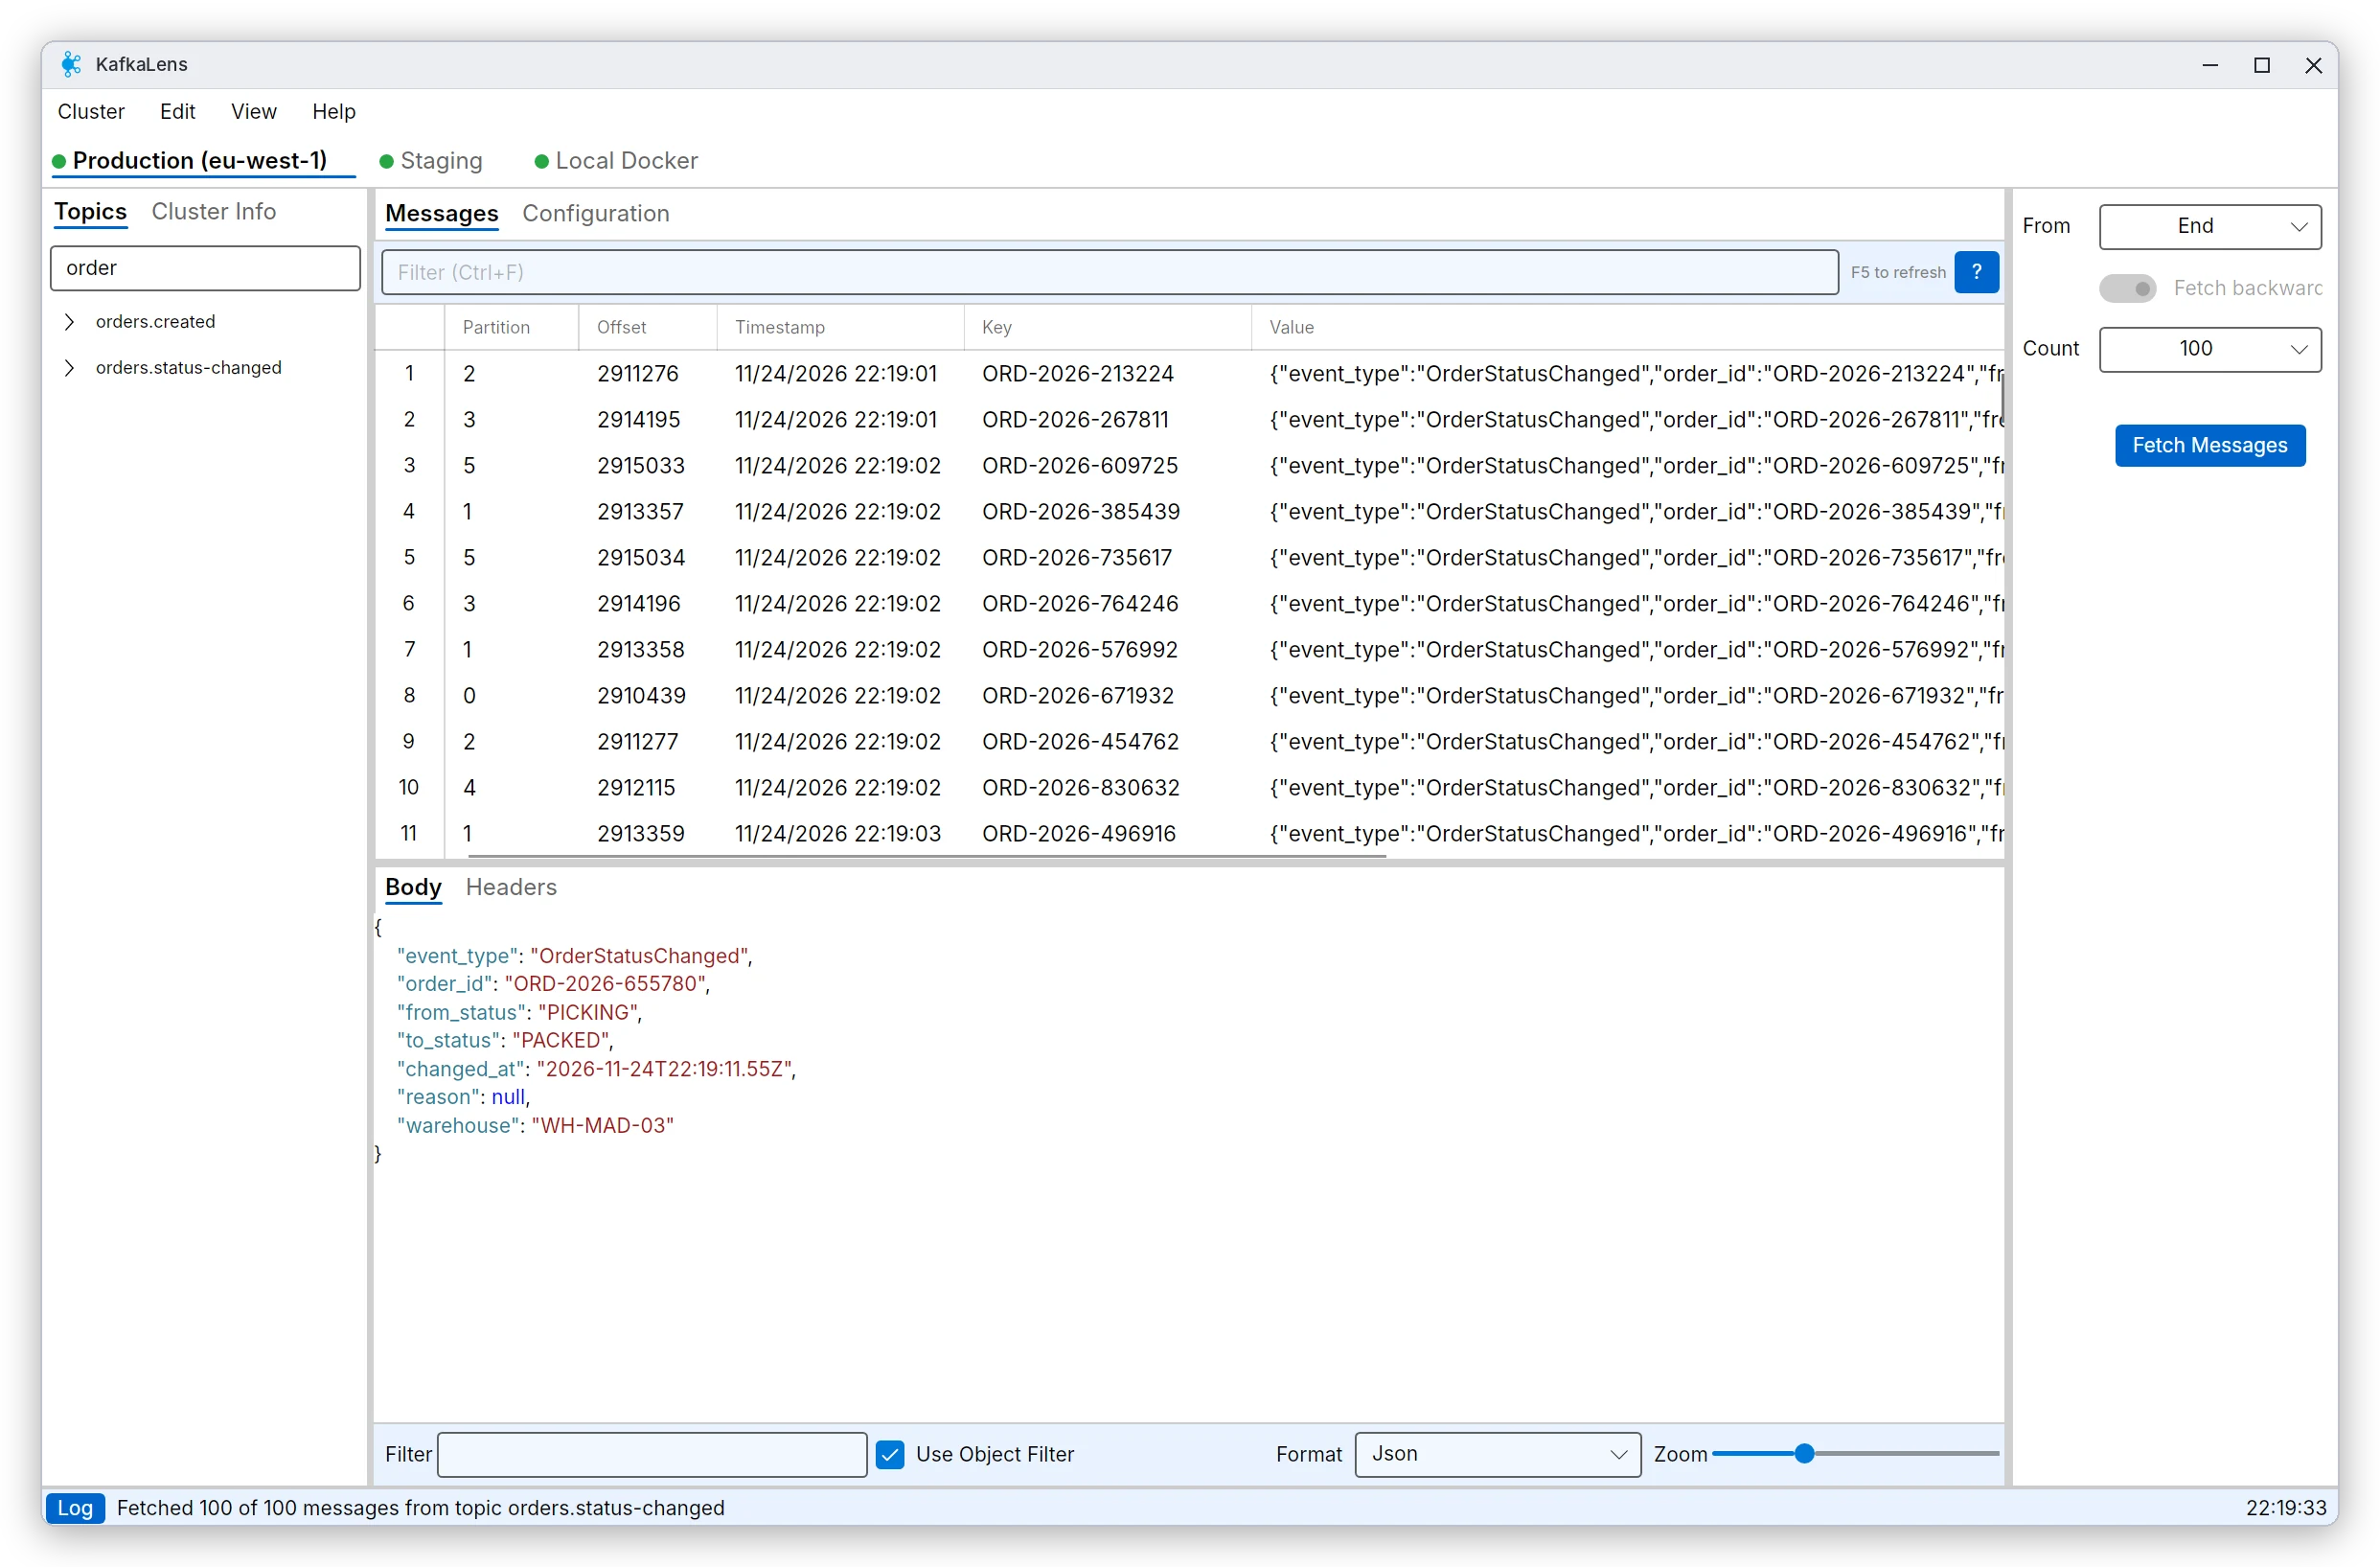 KafkaLens
Cluster Edit View Help
Production (eu-west-1) Staging Local Docker
Topics Cluster Info
order
orders.created
orders.status-changed
Messages Configuration
Filter (Ctrl+F) F5 to refresh ?
Partition Offset Timestamp Key Value
1 2 2911276 11/24/2026 22:19:01 ORD-2026-213224 {"event_type":"OrderStatusChanged","order_id":"ORD-2026-213224","fr
2 3 2914195 11/24/2026 22:19:01 ORD-2026-267811 {"event_type":"OrderStatusChanged","order_id":"ORD-2026-267811","fr
3 5 2915033 11/24/2026 22:19:02 ORD-2026-609725 {"event_type":"OrderStatusChanged","order_id":"ORD-2026-609725","fr
4 1 2913357 11/24/2026 22:19:02 ORD-2026-385439 {"event_type":"OrderStatusChanged","order_id":"ORD-2026-385439","f
5 5 2915034 11/24/2026 22:19:02 ORD-2026-735617 {"event_type":"OrderStatusChanged","order_id":"ORD-2026-735617","fr
6 3 2914196 11/24/2026 22:19:02 ORD-2026-764246 {"event_type":"OrderStatusChanged","order_id":"ORD-2026-764246","f
7 1 2913358 11/24/2026 22:19:02 ORD-2026-576992 {"event_type":"OrderStatusChanged","order_id":"ORD-2026-576992","fr
8 0 2910439 11/24/2026 22:19:02 ORD-2026-671932 {"event_type":"OrderStatusChanged","order_id":"ORD-2026-671932","fr
9 2 2911277 11/24/2026 22:19:02 ORD-2026-454762 {"event_type":"OrderStatusChanged","order_id":"ORD-2026-454762","f
10 4 2912115 11/24/2026 22:19:02 ORD-2026-830632 {"event_type":"OrderStatusChanged","order_id":"ORD-2026-830632","f
11 1 2913359 11/24/2026 22:19:03 ORD-2026-496916 {"event_type":"OrderStatusChanged","order_id":"ORD-2026-496916","fr
Body Headers
{
"event_type": "OrderStatusChanged",
"order_id": "ORD-2026-655780",
"from_status": "PICKING",
"to_status": "PACKED",
"changed_at": "2026-11-24T22:19:11.55Z",
"reason": null,
"warehouse": "WH-MAD-03"
}
Filter Use Object Filter Format Json Zoom
From End
Fetch backward
Count 100
Fetch Messages
Log Fetched 100 of 100 messages from topic orders.status-changed 22:19:33